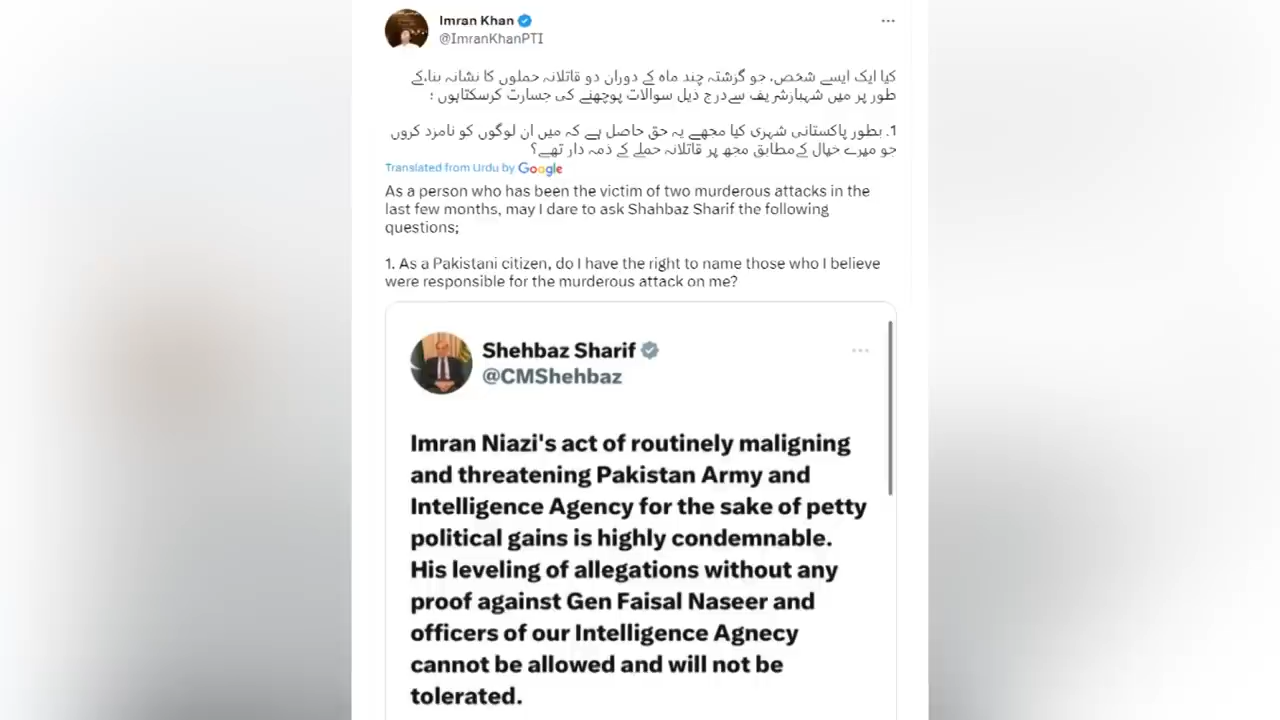 Imran Khan
@ImranKhanPTI
کیا ایک ایسے شخص، جو گزشتہ چند ماہ کے دوران دو قاتلانہ حملوں کا نشانہ بنا،کے
طور پر میں شہبازشریف سےدرج ذیل سوالات پوچھنے کی جسارت کرسکتاہوں ؛
1. بطور پاکستانی شہری کیا مجھے یہ حق حاصل ہے کہ میں ان لوگوں کو نامزد کروں
جو میرے خیال کےمطابق مجھ پر قاتلانہ حملے کے ذمہ دار تھے؟
Translated from Urdu by Google
As a person who has been the victim of two murderous attacks in the
last few months, may I dare to ask Shahbaz Sharif the following
questions;
1. As a Pakistani citizen, do I have the right to name those who I believe
were responsible for the murderous attack on me?
Shehbaz Sharif
@CMShehbaz
Imran Niazi's act of routinely maligning
and threatening Pakistan Army and
Intelligence Agency for the sake of petty
political gains is highly condemnable.
His leveling of allegations without any
proof against Gen Faisal Naseer and
officers of our Intelligence Agnecy
cannot be allowed and will not be
tolerated.